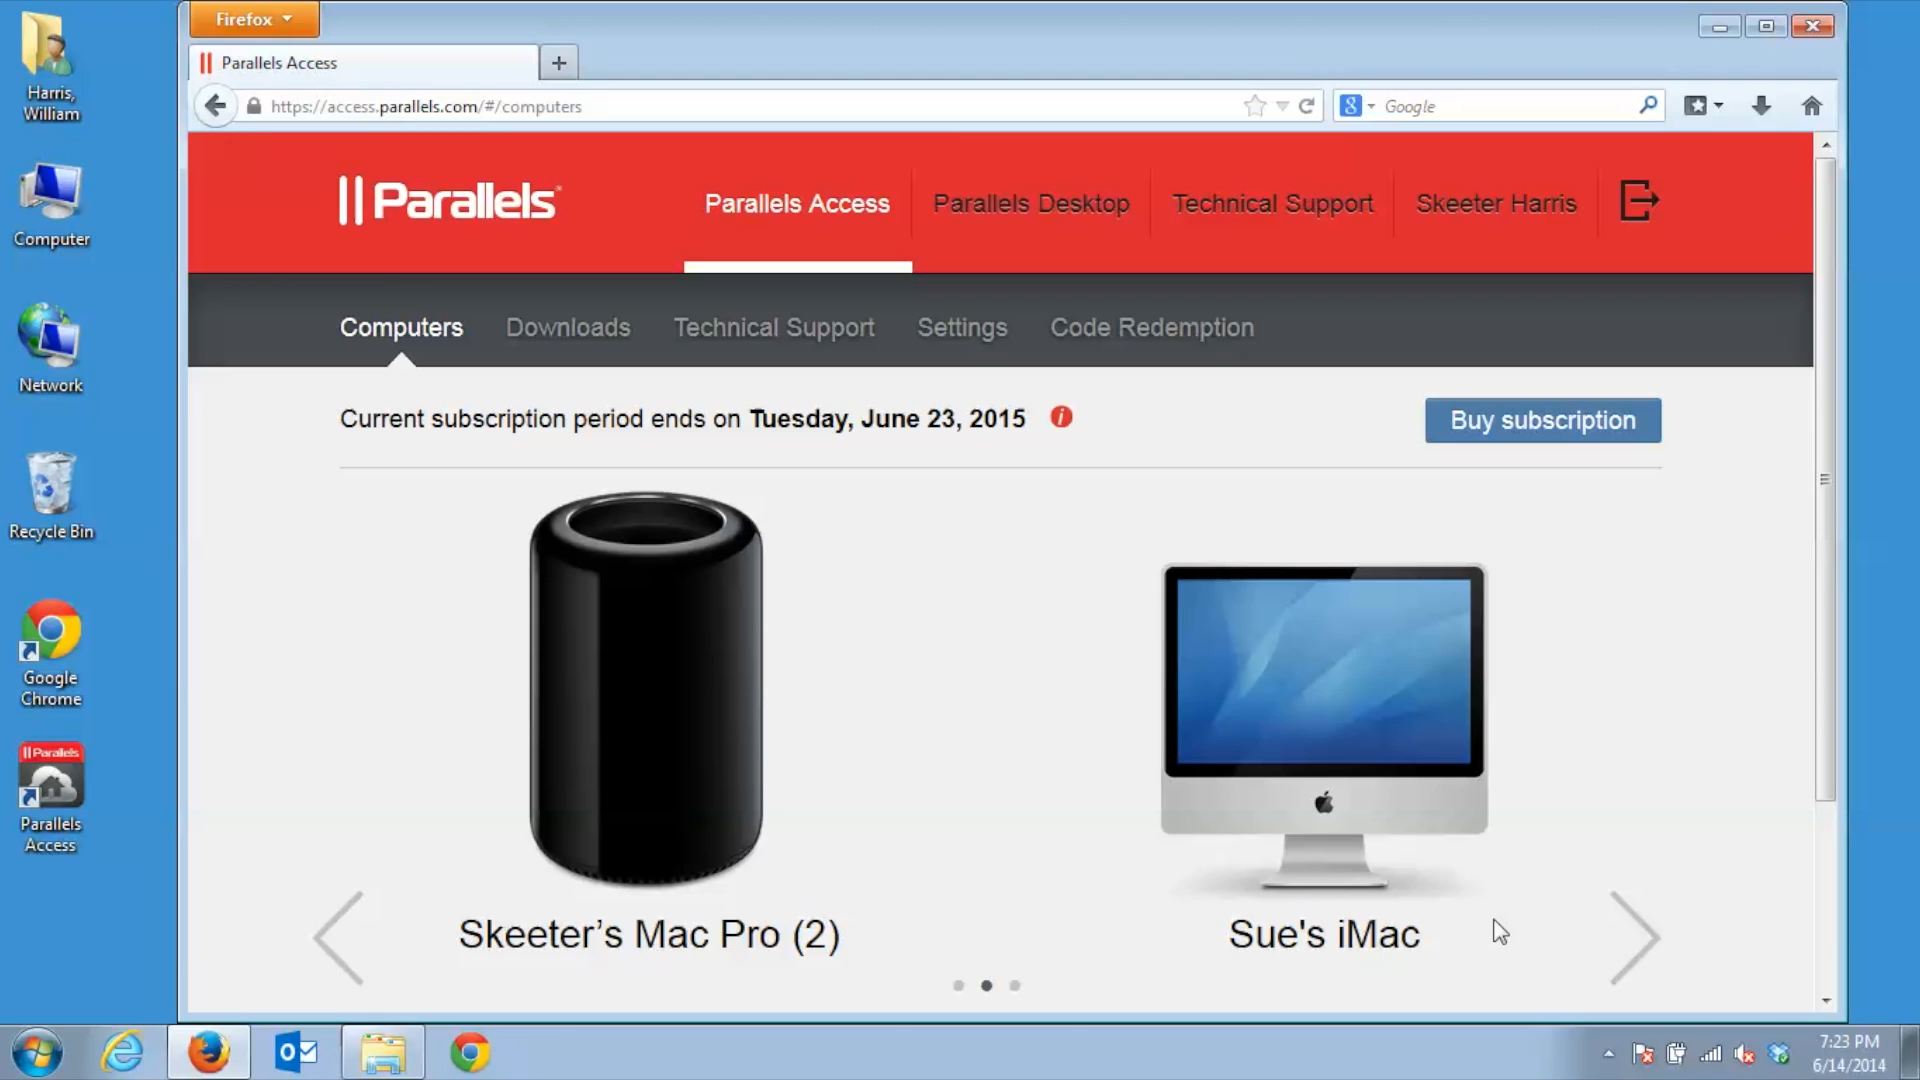 Harris,
William
Computer
Network
Recycle Bin
Google
Chrome
Parallels
Parallels
Access
Firefox
Parallels Access
https://access.parallels.com/#/computers
8
Google
Parallels
Parallels Access
Parallels Desktop
Technical Support
Skeeter Harris
Computers
Downloads
Technical Support
Settings
Code Redemption
Current subscription period ends on Tuesday, June 23, 2015
i
Buy subscription
Skeeter’s Mac Pro (2)
Sue's iMac
7:23 PM
6/14/2014